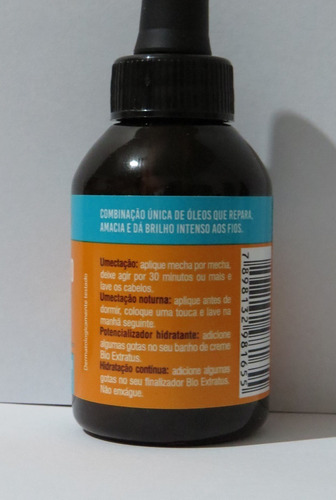 COMBINAÇÃO ÚNICA DE ÓLEOS QUE REPARA,
AMACIA E DÁ BRILHO INTENSO AOS FIOS.
Umectação: aplique mecha por mecha,
deixe agir por 30 minutos ou mais e
lave os cabelos.
Umectação noturna: aplique antes de
dormir, coloque uma touca e lave na
manhã seguinte.
Potencializador hidratante: adicione
algumas gotas no seu banho de creme
Bio Extratus.
Hidratação contínua: adicione algumas
gotas no seu finalizador Bio Extratus.
Não enxágue.
Dermatologicamente testado
7898134981655